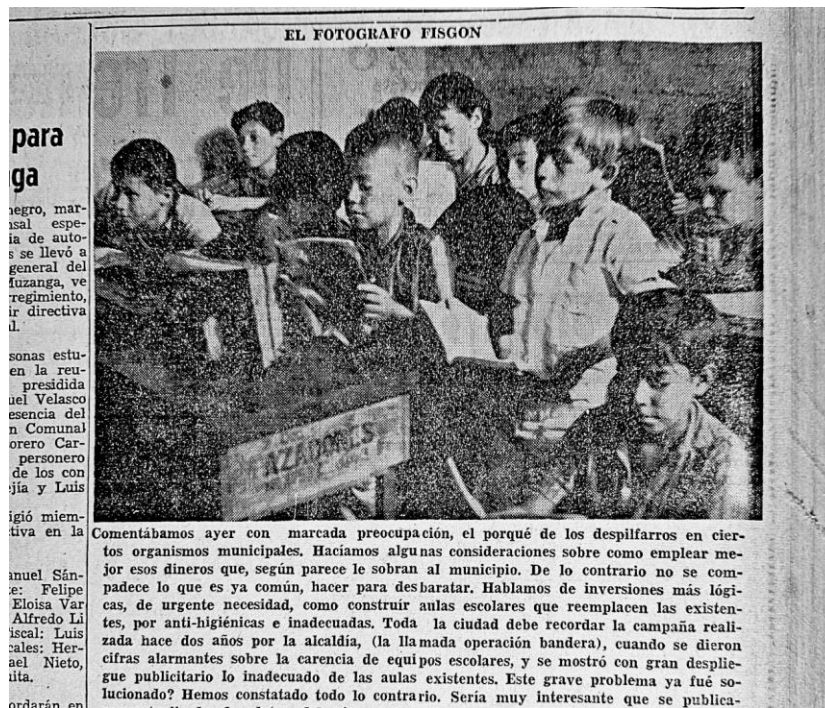 para
ga
negro, mar-
nsal espe-
ia de auto-
s se llevó a
general del
Muzanga, ve
rregimiento,
ir directiva
l.
sonas estu-
en la reu-
presidida
uel Velasco
esencia del
n Comunal
sorero Car-
personero
de los con
ejía y Luis
igió miem-
tiva en la
anuel Sán-
te: Felipe
Eloisa Var
Alfredo Li
iscal: Luis
cales: Her-
ael Nieto,
uita.
ordarán en
EL FOTOGRAFO FISGON
AZADORES
Comentábamos ayer con marcada preocupación, el porqué de los despilfarros en cier-
tos organismos municipales. Hacíamos algunas consideraciones sobre como emplear me-
jor esos dineros que, según parece le sobran al municipio. De lo contrario no se com-
padece lo que es ya común, hacer para desbaratar. Hablamos de inversiones más lógi-
cas, de urgente necesidad, como construír aulas escolares que reemplacen las existen-
tes, por anti-higiénicas e inadecuadas. Toda la ciudad debe recordar la campaña reali-
zada hace dos años por la alcaldía, (la llamada operación bandera), cuando se dieron
cifras alarmantes sobre la carencia de equipos escolares, y se mostró con gran desplie-
gue publicitario lo inadecuado de las aulas existentes. Este grave problema ya fué so-
lucionado? Hemos constatado todo lo contrario. Sería muy interesante que se publica-